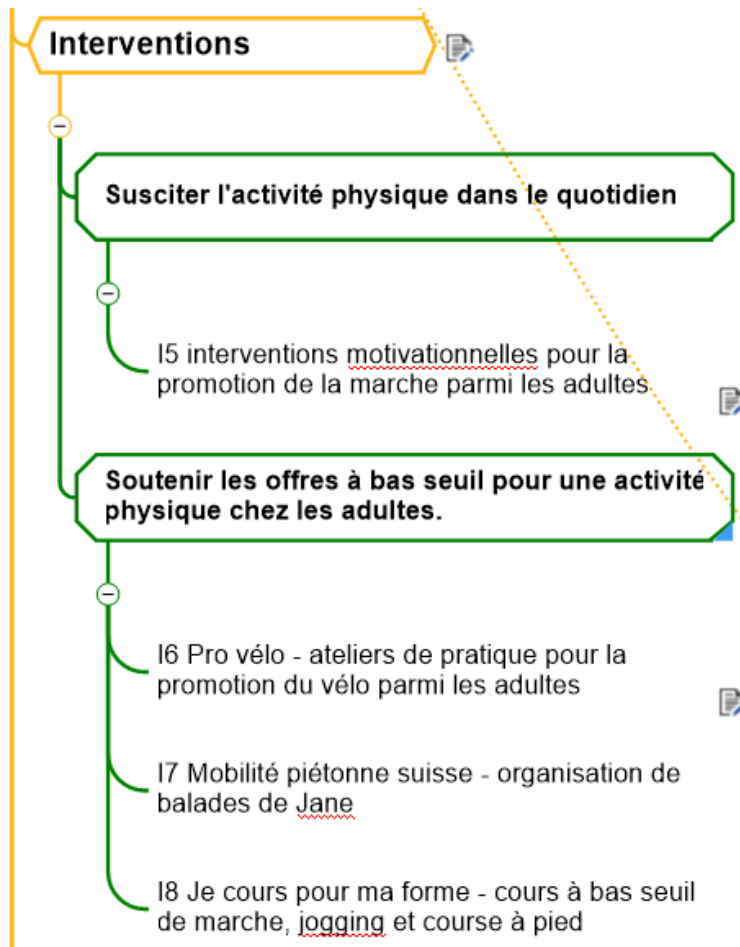 Interventions
Susciter l'activité physique dans le quotidien
I5 interventions motivationnelles pour la
promotion de la marche parmi les adultes
Soutenir les offres à bas seuil pour une activité
physique chez les adultes.
I6 Pro vélo - ateliers de pratique pour la
promotion du vélo parmi les adultes
I7 Mobilité piétonne suisse - organisation de
balades de Jane
I8 Je cours pour ma forme - cours à bas seuil
de marche, jogging et course à pied